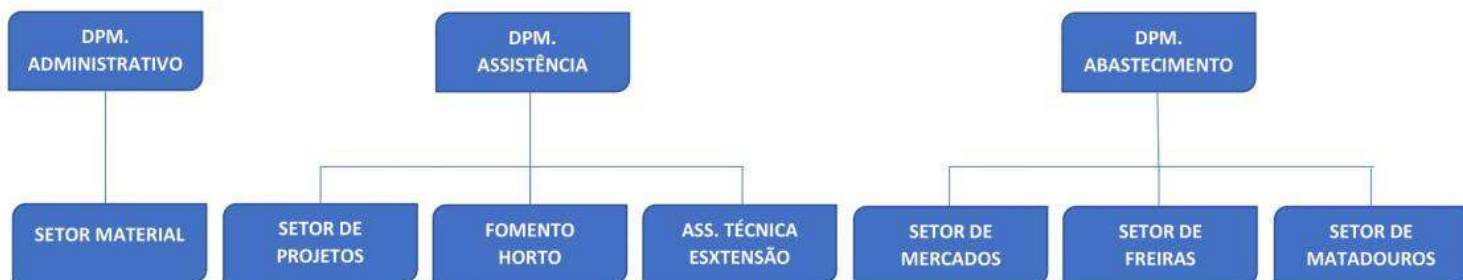 DPM.
ADMINISTRATIVO
DPM.
ASSISTÊNCIA
DPM.
ABASTECIMENTO
SETOR MATERIAL
SETOR DE
PROJETOS
FOMENTO
HORTO
ASS. TÉCNICA
ESXTENSÃO
SETOR DE
MERCADOS
SETOR DE
FREIRAS
SETOR DE
MATADOUROS